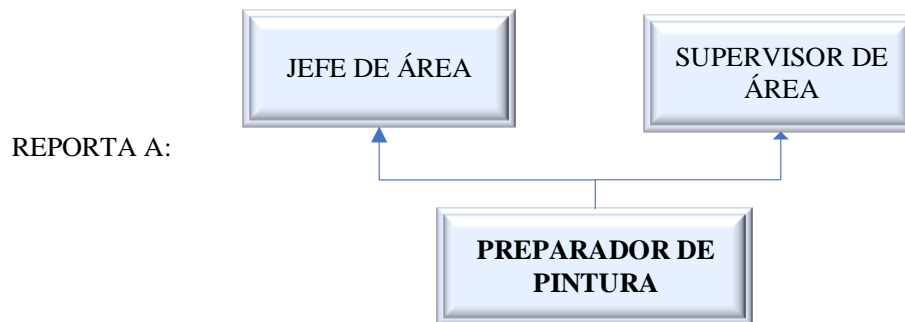 JEFE DE ÁREA
SUPERVISOR DE
ÁREA
REPORTA A:
PREPARADOR DE
PINTURA